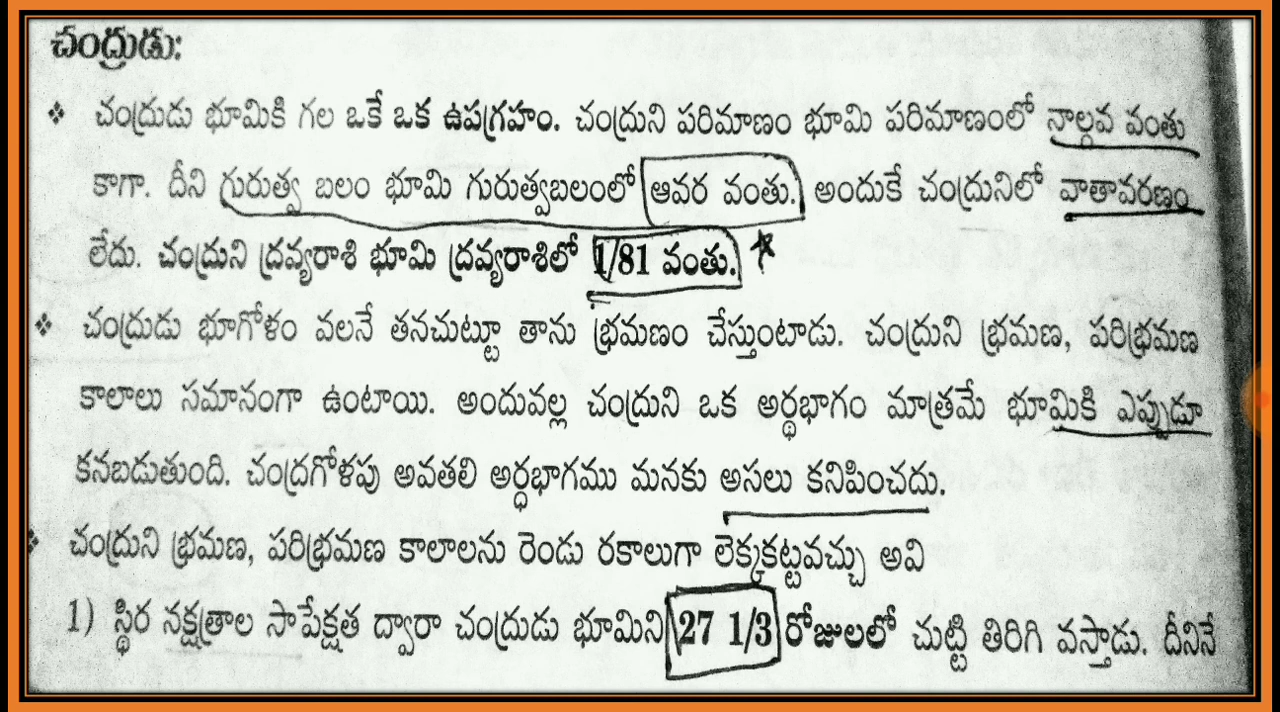 చంద్రుడు:
❖ చంద్రుడు భూమికి గల ఒకే ఒక ఉపగ్రహం. చంద్రుని పరిమాణం భూమి పరిమాణంలో నాల్గవ వంతు
కాగా. దీని గురుత్వ బలం భూమి గురుత్వబలంలో ఆవర వంతు. అందుకే చంద్రునిలో వాతావరణం
లేదు. చంద్రుని ద్రవ్యరాశి భూమి ద్రవ్యరాశిలో 1/81 వంతు.
❖ చంద్రుడు భూగోళం వలనే తనచుట్టూ తాను భ్రమణం చేస్తుంటాడు. చంద్రుని భ్రమణ, పరిభ్రమణ
కాలాలు సమానంగా ఉంటాయి. అందువల్ల చంద్రుని ఒక అర్థభాగం మాత్రమే భూమికి ఎప్పుడూ
కనబడుతుంది. చంద్రగోళపు అవతలి అర్ధభాగము మనకు అసలు కనిపించదు.
❖ చంద్రుని భ్రమణ, పరిభ్రమణ కాలాలను రెండు రకాలుగా లెక్కకట్టవచ్చు అవి
1) స్థిర నక్షత్రాల సాపేక్షత ద్వారా చంద్రుడు భూమిని 27 1/3 రోజులలో చుట్టి తిరిగి వస్తాడు. దీనినే